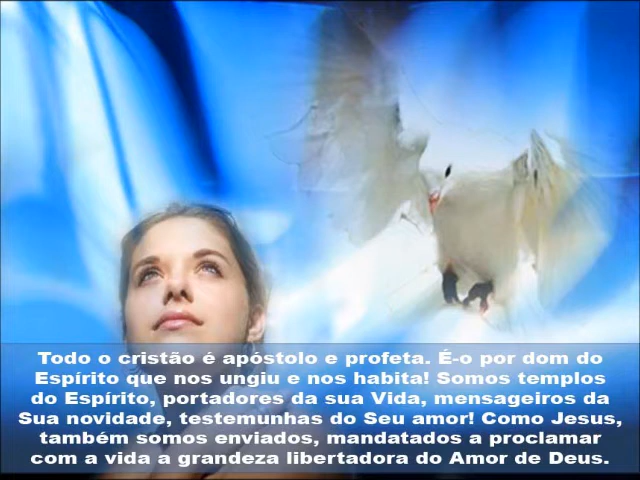 Todo o cristão é apóstolo e profeta. É-o por dom do
Espírito que nos ungiu e nos habita! Somos templos
do Espírito, portadores da sua Vida, mensageiros da
Sua novidade, testemunhas do Seu amor! Como Jesus,
também somos enviados, mandatados a proclamar
com a vida a grandeza libertadora do Amor de Deus.